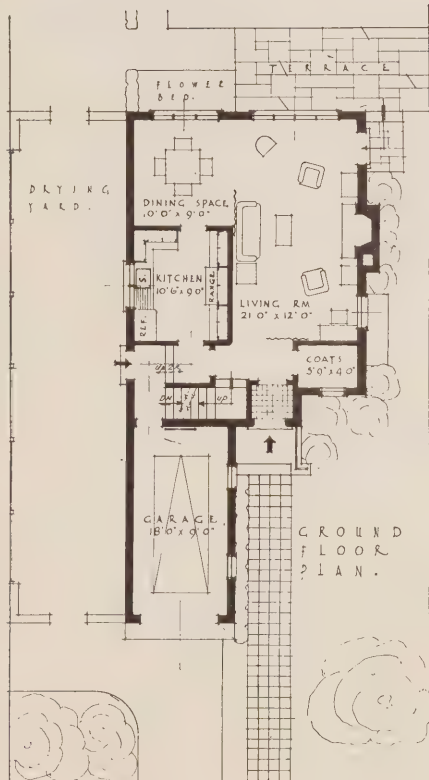 TERRACE
FLOWER
BED.
DRYING
YARD.
DINING SPACE
10'0" x 9'0"
KITCHEN
10'6" x 9'0"
S.
RANGE
REF.
LIVING RM
21'0" x 12'0"
COATS
5'9" x 4'0"
DN
UP
GARAGE
18'0" x 9'0"
GROUND
FLOOR
PLAN.